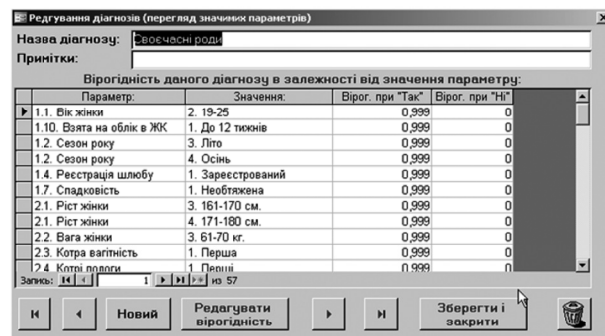 Редгування діагнозів (перегляд значимих параметрів)
Назва діагнозу: Своєчасні роди
Примітки:
Вірогідність даного діагнозу в залежності від значення параметру:
Параметр: Значення: Вірог. при "Так" Вірог. при "Ні"
1.1. Вік жінки 2. 19-25 0,999 0
1.10. Взята на облік в ЖК 1. До 12 тижнів 0,999 0
1.2. Сезон року 3. Літо 0,999 0
1.2. Сезон року 4. Осінь 0,999 0
1.4. Реєстрація шлюбу 1. Зареєстрований 0,999 0
1.7. Спадковість 1. Необтяжена 0,999 0
2.1. Ріст жінки 3. 161-170 см. 0,999 0
2.1. Ріст жінки 4. 171-180 см. 0,999 0
2.2. Вага жінки 3. 61-70 кг. 0,999 0
2.3. Котра вагітність 1. Перша 0,999 0
2.4. Котрі пологи 1. Перші 0,999 0
Запись: 1 из 57
Новий Редагувати вірогідність Зберегти і закрити